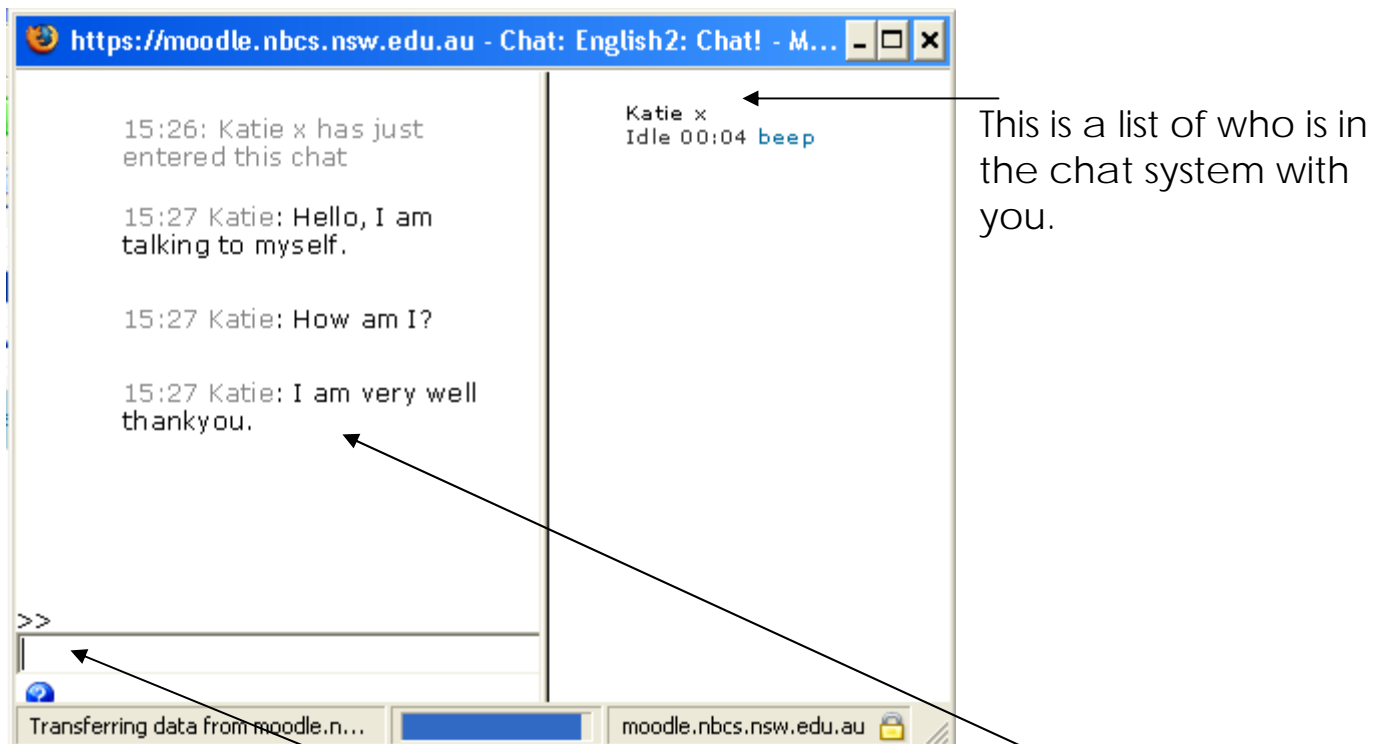 https://moodle.nbcs.nsw.edu.au - Chat: English2: Chat! - M...
15:26: Katie x has just
entered this chat
15:27 Katie: Hello, I am
talking to myself.
15:27 Katie: How am I?
15:27 Katie: I am very well
thankyou.
>>
Katie x
Idle 00:04 beep
This is a list of who is in
the chat system with
you.
Transferring data from moodle.n...
moodle.nbcs.nsw.edu.au